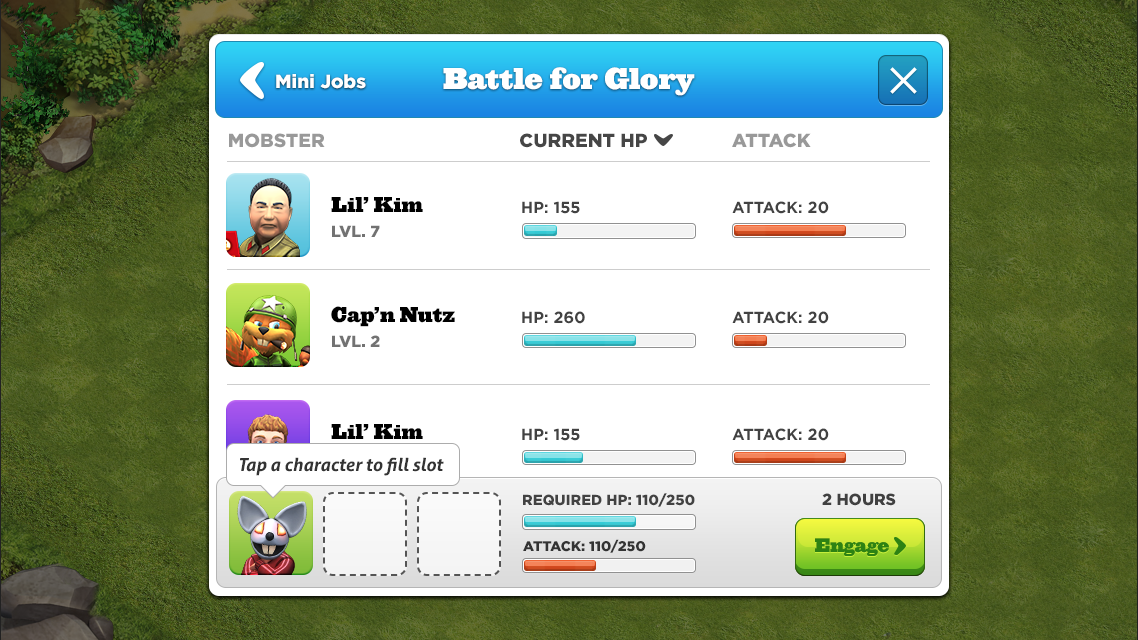 Mini Jobs
Battle for Glory
MOBSTER
CURRENT HP
ATTACK
Lil’ Kim
LVL. 7
HP: 155
ATTACK: 20
Cap’n Nutz
LVL. 2
HP: 260
ATTACK: 20
Lil’ Kim
HP: 155
ATTACK: 20
Tap a character to fill slot
REQUIRED HP: 110/250
ATTACK: 110/250
2 HOURS
Engage